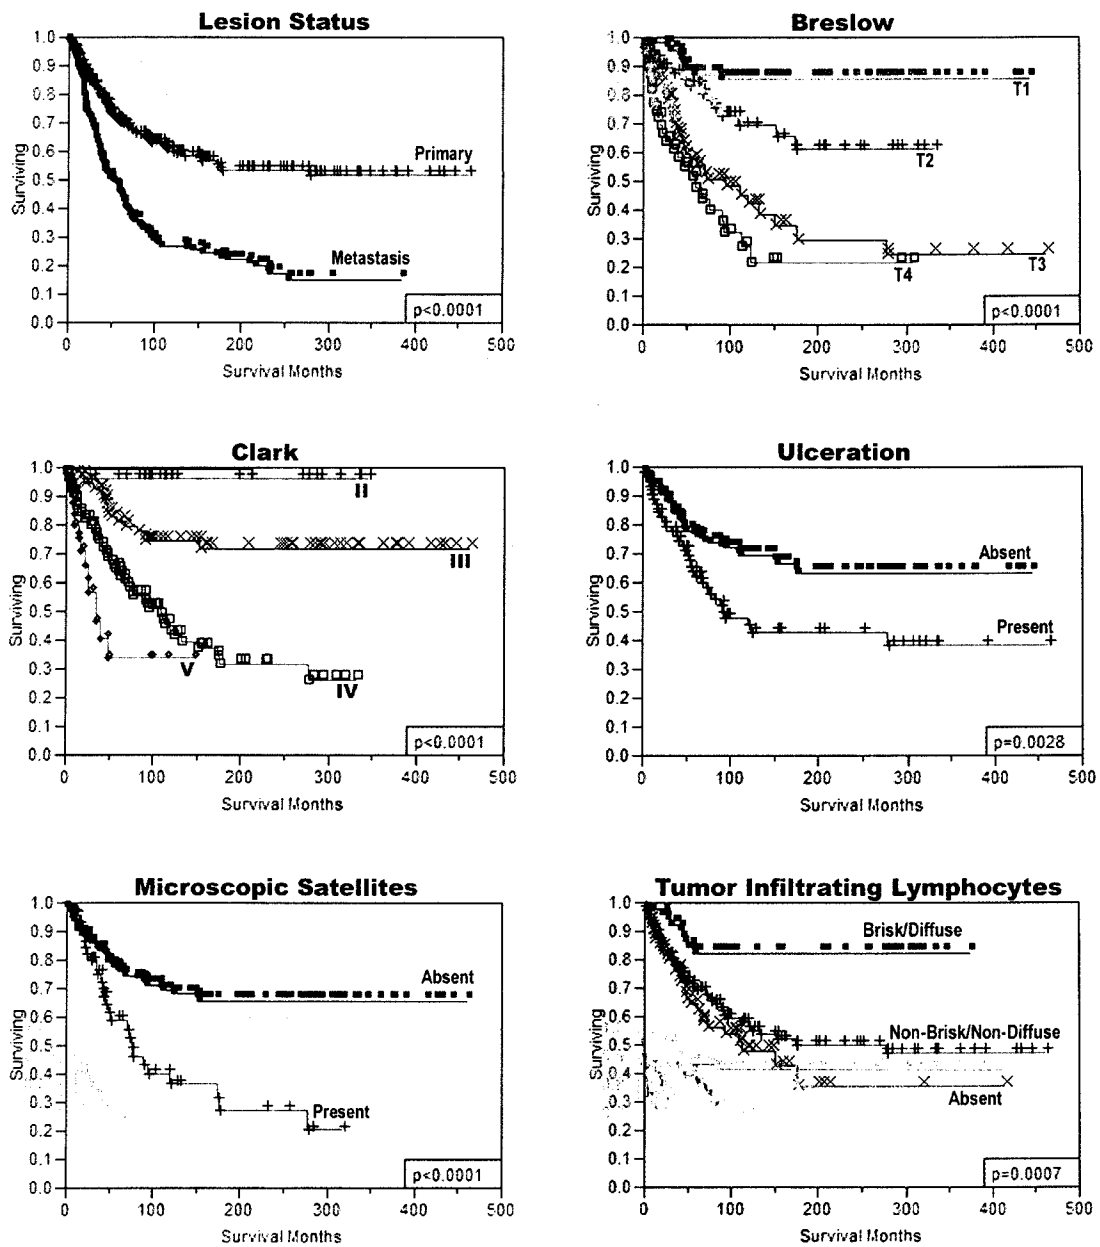 Lesion Status
1.0
0.9
0.8
0.7
0.6
0.5
0.4
0.3
0.2
0.1
0.0
Surviving
Primary
Metastasis
p<0.0001
0 100 200 300 400 500
Survival Months
Breslow
1.0
0.9
0.8
0.7
0.6
0.5
0.4
0.3
0.2
0.1
0.0
Surviving
T1
T2
T3
T4
p<0.0001
0 100 200 300 400 500
Survival Months
Clark
1.0
0.9
0.8
0.7
0.6
0.5
0.4
0.3
0.2
0.1
0.0
Surviving
II
III
V
IV
p<0.0001
0 100 200 300 400 500
Survival Months
Ulceration
1.0
0.9
0.8
0.7
0.6
0.5
0.4
0.3
0.2
0.1
0.0
Surviving
Absent
Present
p=0.0028
0 100 200 300 400 500
Survival Months
Microscopic Satellites
1.0
0.9
0.8
0.7
0.6
0.5
0.4
0.3
0.2
0.1
0.0
Surviving
Absent
Present
p<0.0001
0 100 200 300 400 500
Survival Months
Tumor Infiltrating Lymphocytes
1.0
0.9
0.8
0.7
0.6
0.5
0.4
0.3
0.2
0.1
0.0
Surviving
Brisk/Diffuse
Non-Brisk/Non-Diffuse
Absent
p=0.0007
0 100 200 300 400 500
Survival Months